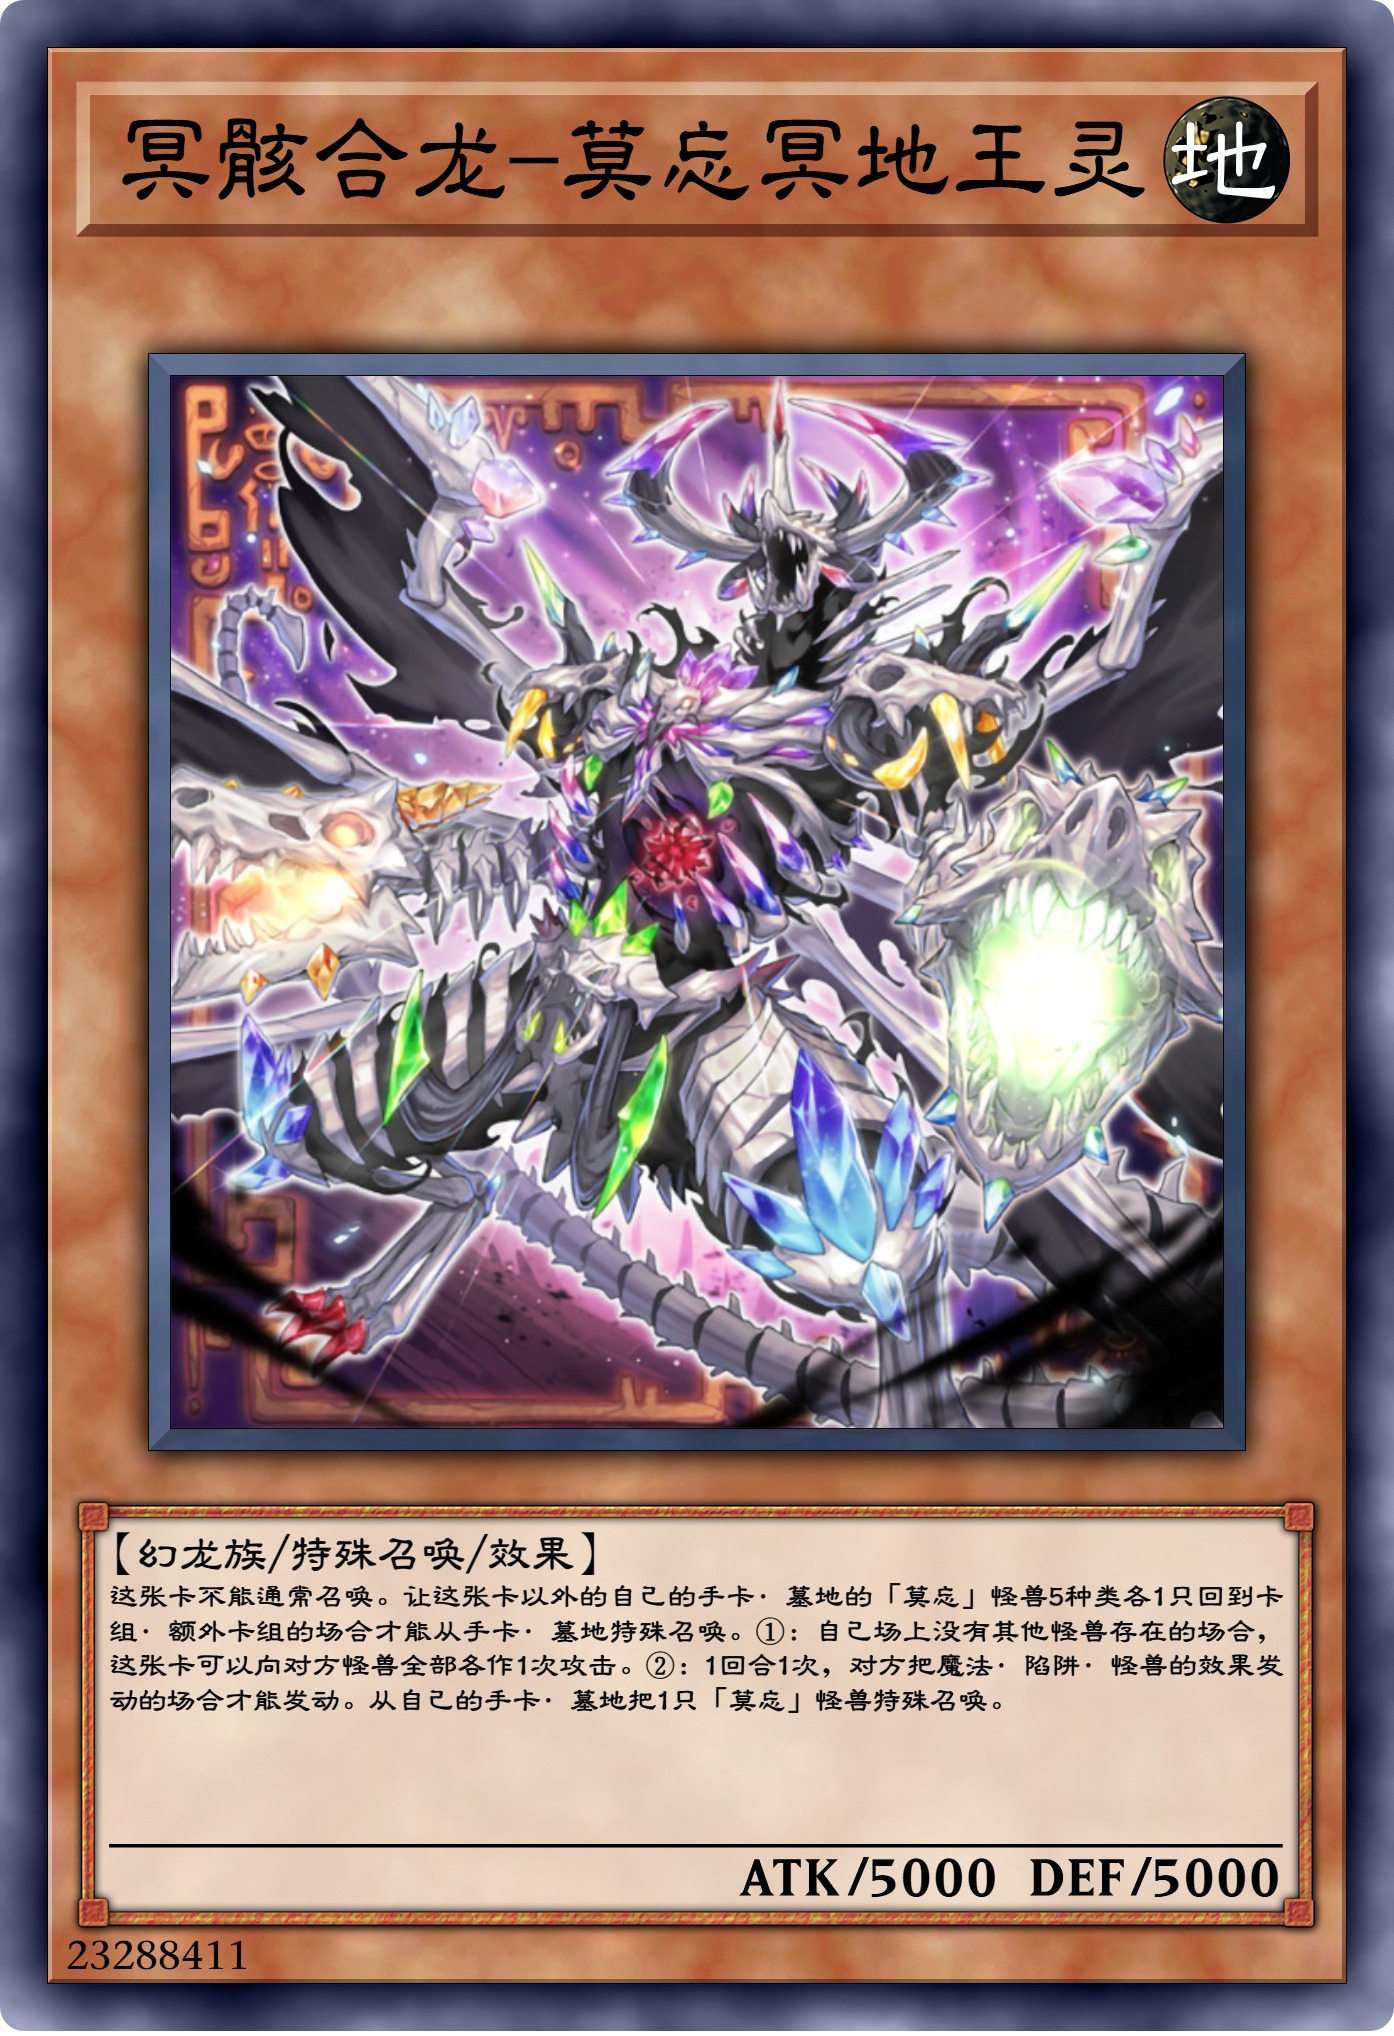 冥骸合龙-莫忘冥地王灵 地
【幻龙族/特殊召唤/效果】
这张卡不能通常召唤。让这张卡以外的自己的手卡·墓地的「莫忘」怪兽5种类各1只回到卡
组·额外卡组的场合才能从手卡·墓地特殊召唤。①：自己场上没有其他怪兽存在的场合，
这张卡可以向对方怪兽全部各作1次攻击。②：1回合1次，对方把魔法·陷阱·怪兽的效果发
动的场合才能发动。从自己的手卡·墓地把1只「莫忘」怪兽特殊召唤。
ATK/5000 DEF/5000
23288411